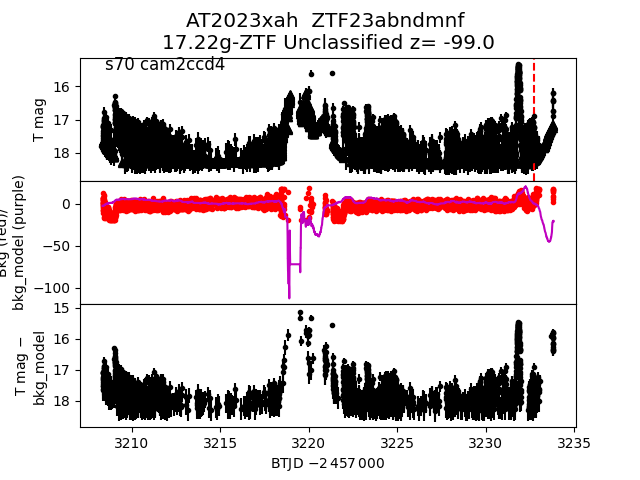 AT2023xah  ZTF23abndmnf
17.22g-ZTF Unclassified z= -99.0
s70 cam2ccd4
T mag
16
17
18
Bkg (red)/
bkg_model (purple)
0
−50
−100
T mag −
bkg_model
15
16
17
18
3210 3215 3220 3225 3230 3235
BTJD −2 457 000